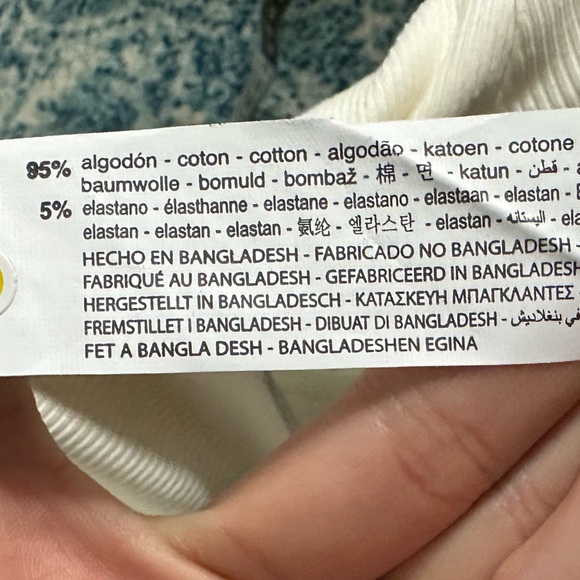 95% algodón - coton - cotton - algodão - katoen - cotone
baumwolle - bomuld - bombaž - 棉 - 면 - katun - قطن -
5% elastano - élasthanne - elastane - elastano - elastaan - elastan -
elastan - elastan - elastan - 氨纶 - 엘라스탄 - elastan -
HECHO EN BANGLADESH - FABRICADO NO BANGLADESH -
FABRIQUÉ AU BANGLADESH - GEFABRICEERD IN BANGLADESH
HERGESTELLT IN BANGLADESCH - ΚΑΤΑΣΚΕΥΗ ΜΠΑΓΚΛΑΝΤΕΣ -
FREMSTILLET I BANGLADESH - DIBUAT DI BANGLADESH - في بنغلاديش
FET A BANGLA DESH - BANGLADESHEN EGINA